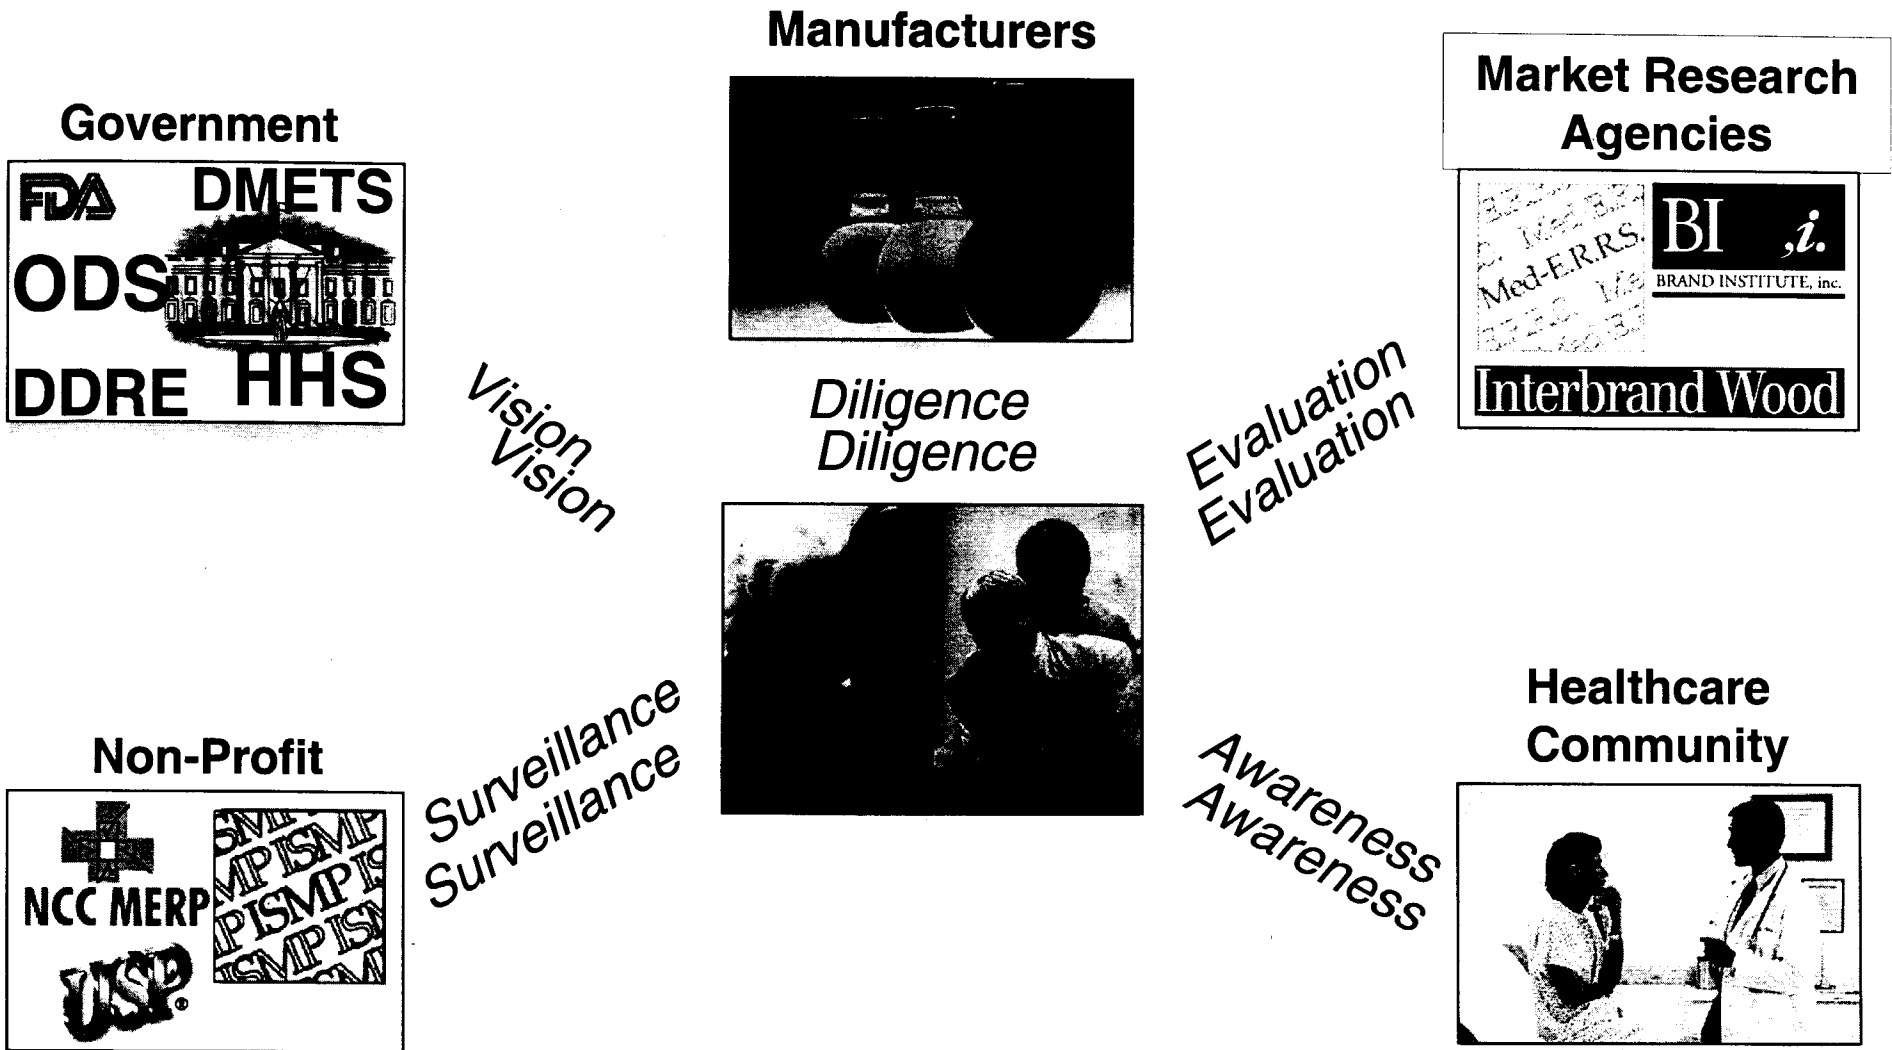 Manufacturers
Market Research
Agencies
Government
FDA
DMETS
ODS
DDRE
HHS
Med-E.R.R.S.
BI ,i.
BRAND INSTITUTE, inc.
Interbrand Wood
Vision
Vision
Diligence
Diligence
Evaluation
Evaluation
Non-Profit
NCC MERP
USP®
ISMP
Surveillance
Surveillance
Awareness
Awareness
Healthcare
Community